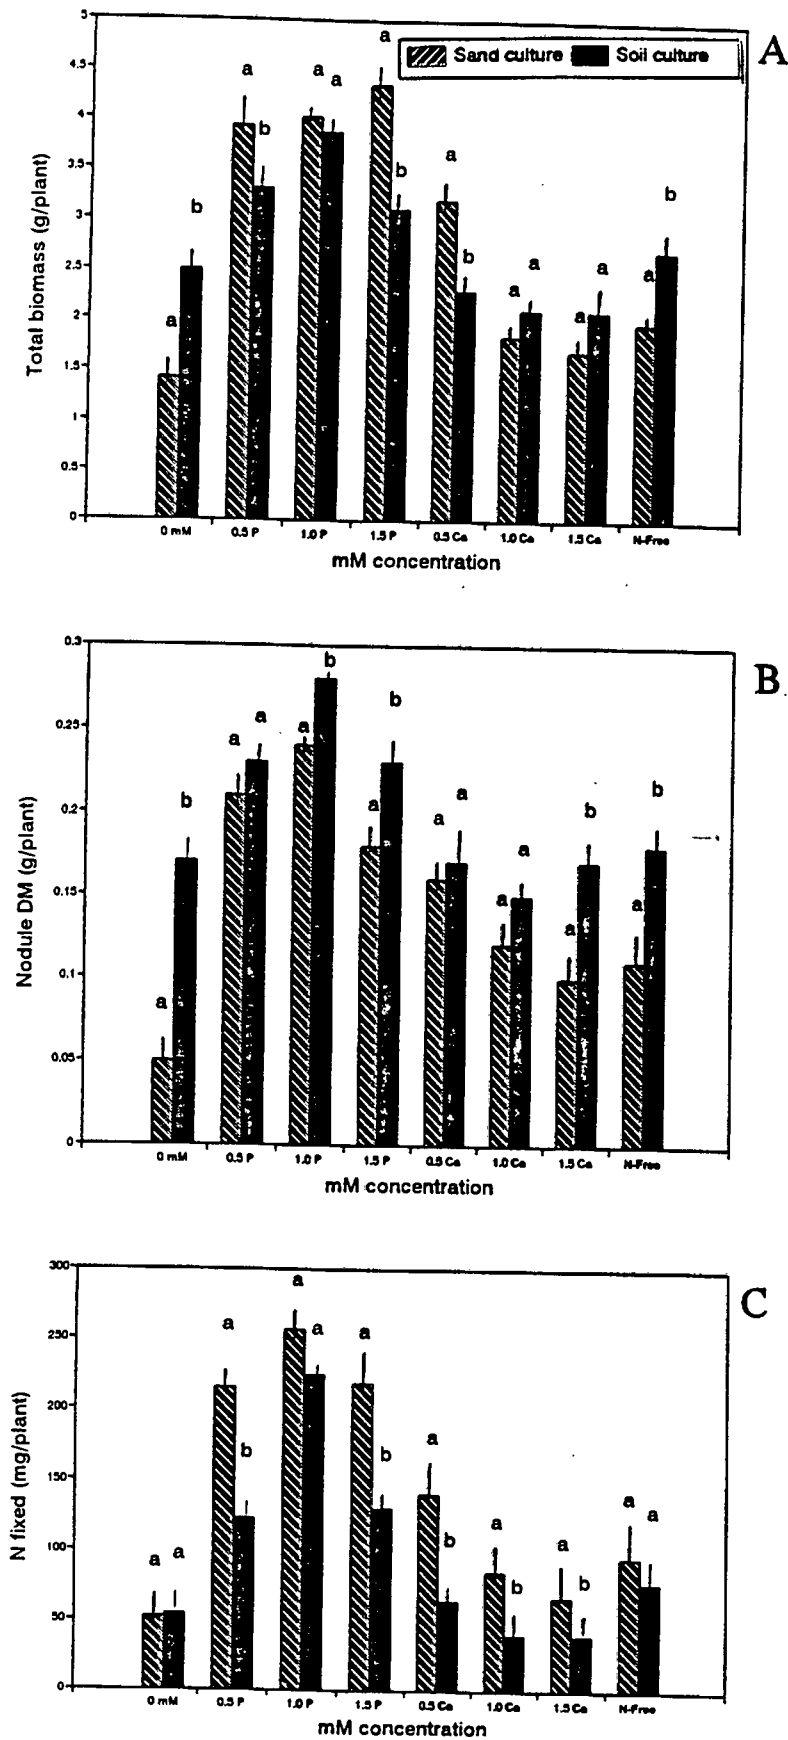 A
Sand culture Soil culture
5
4.5
4
3.5
3
2.5
2
1.5
1
0.5
0
Total biomass (g/plant)
a b a b a a a b a b a a a a a b
0 mM 0.5 P 1.0 P 1.5 P 0.5 Ca 1.0 Ca 1.5 Ca N-Free
mM concentration
B
0.3
0.25
0.2
0.15
0.1
0.05
0
Nodule DM (g/plant)
a b a a a b a b a a a a a b a b
0 mM 0.5 P 1.0 P 1.5 P 0.5 Ca 1.0 Ca 1.5 Ca N-Free
mM concentration
C
300
250
200
150
100
50
0
N fixed (mg/plant)
a a a b a a a b a b a b a b a a
0 mM 0.5 P 1.0 P 1.5 P 0.5 Ca 1.0 Ca 1.5 Ca N-Free
mM concentration